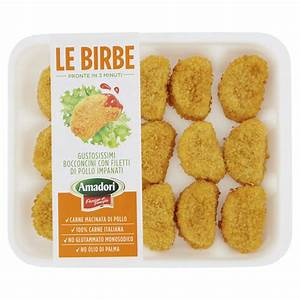 LE BIRBE
PRONTE IN 3 MINUTI
GUSTOSISSIMI
BOCCONCINI CON FILETTI
DI POLLO IMPANATI
Amadori
✓ CARNE MACINATA DI POLLO
✓ 100% CARNE ITALIANA
✓ NO GLUTAMMATO MONOSODICO
✓ NO OLIO DI PALMA